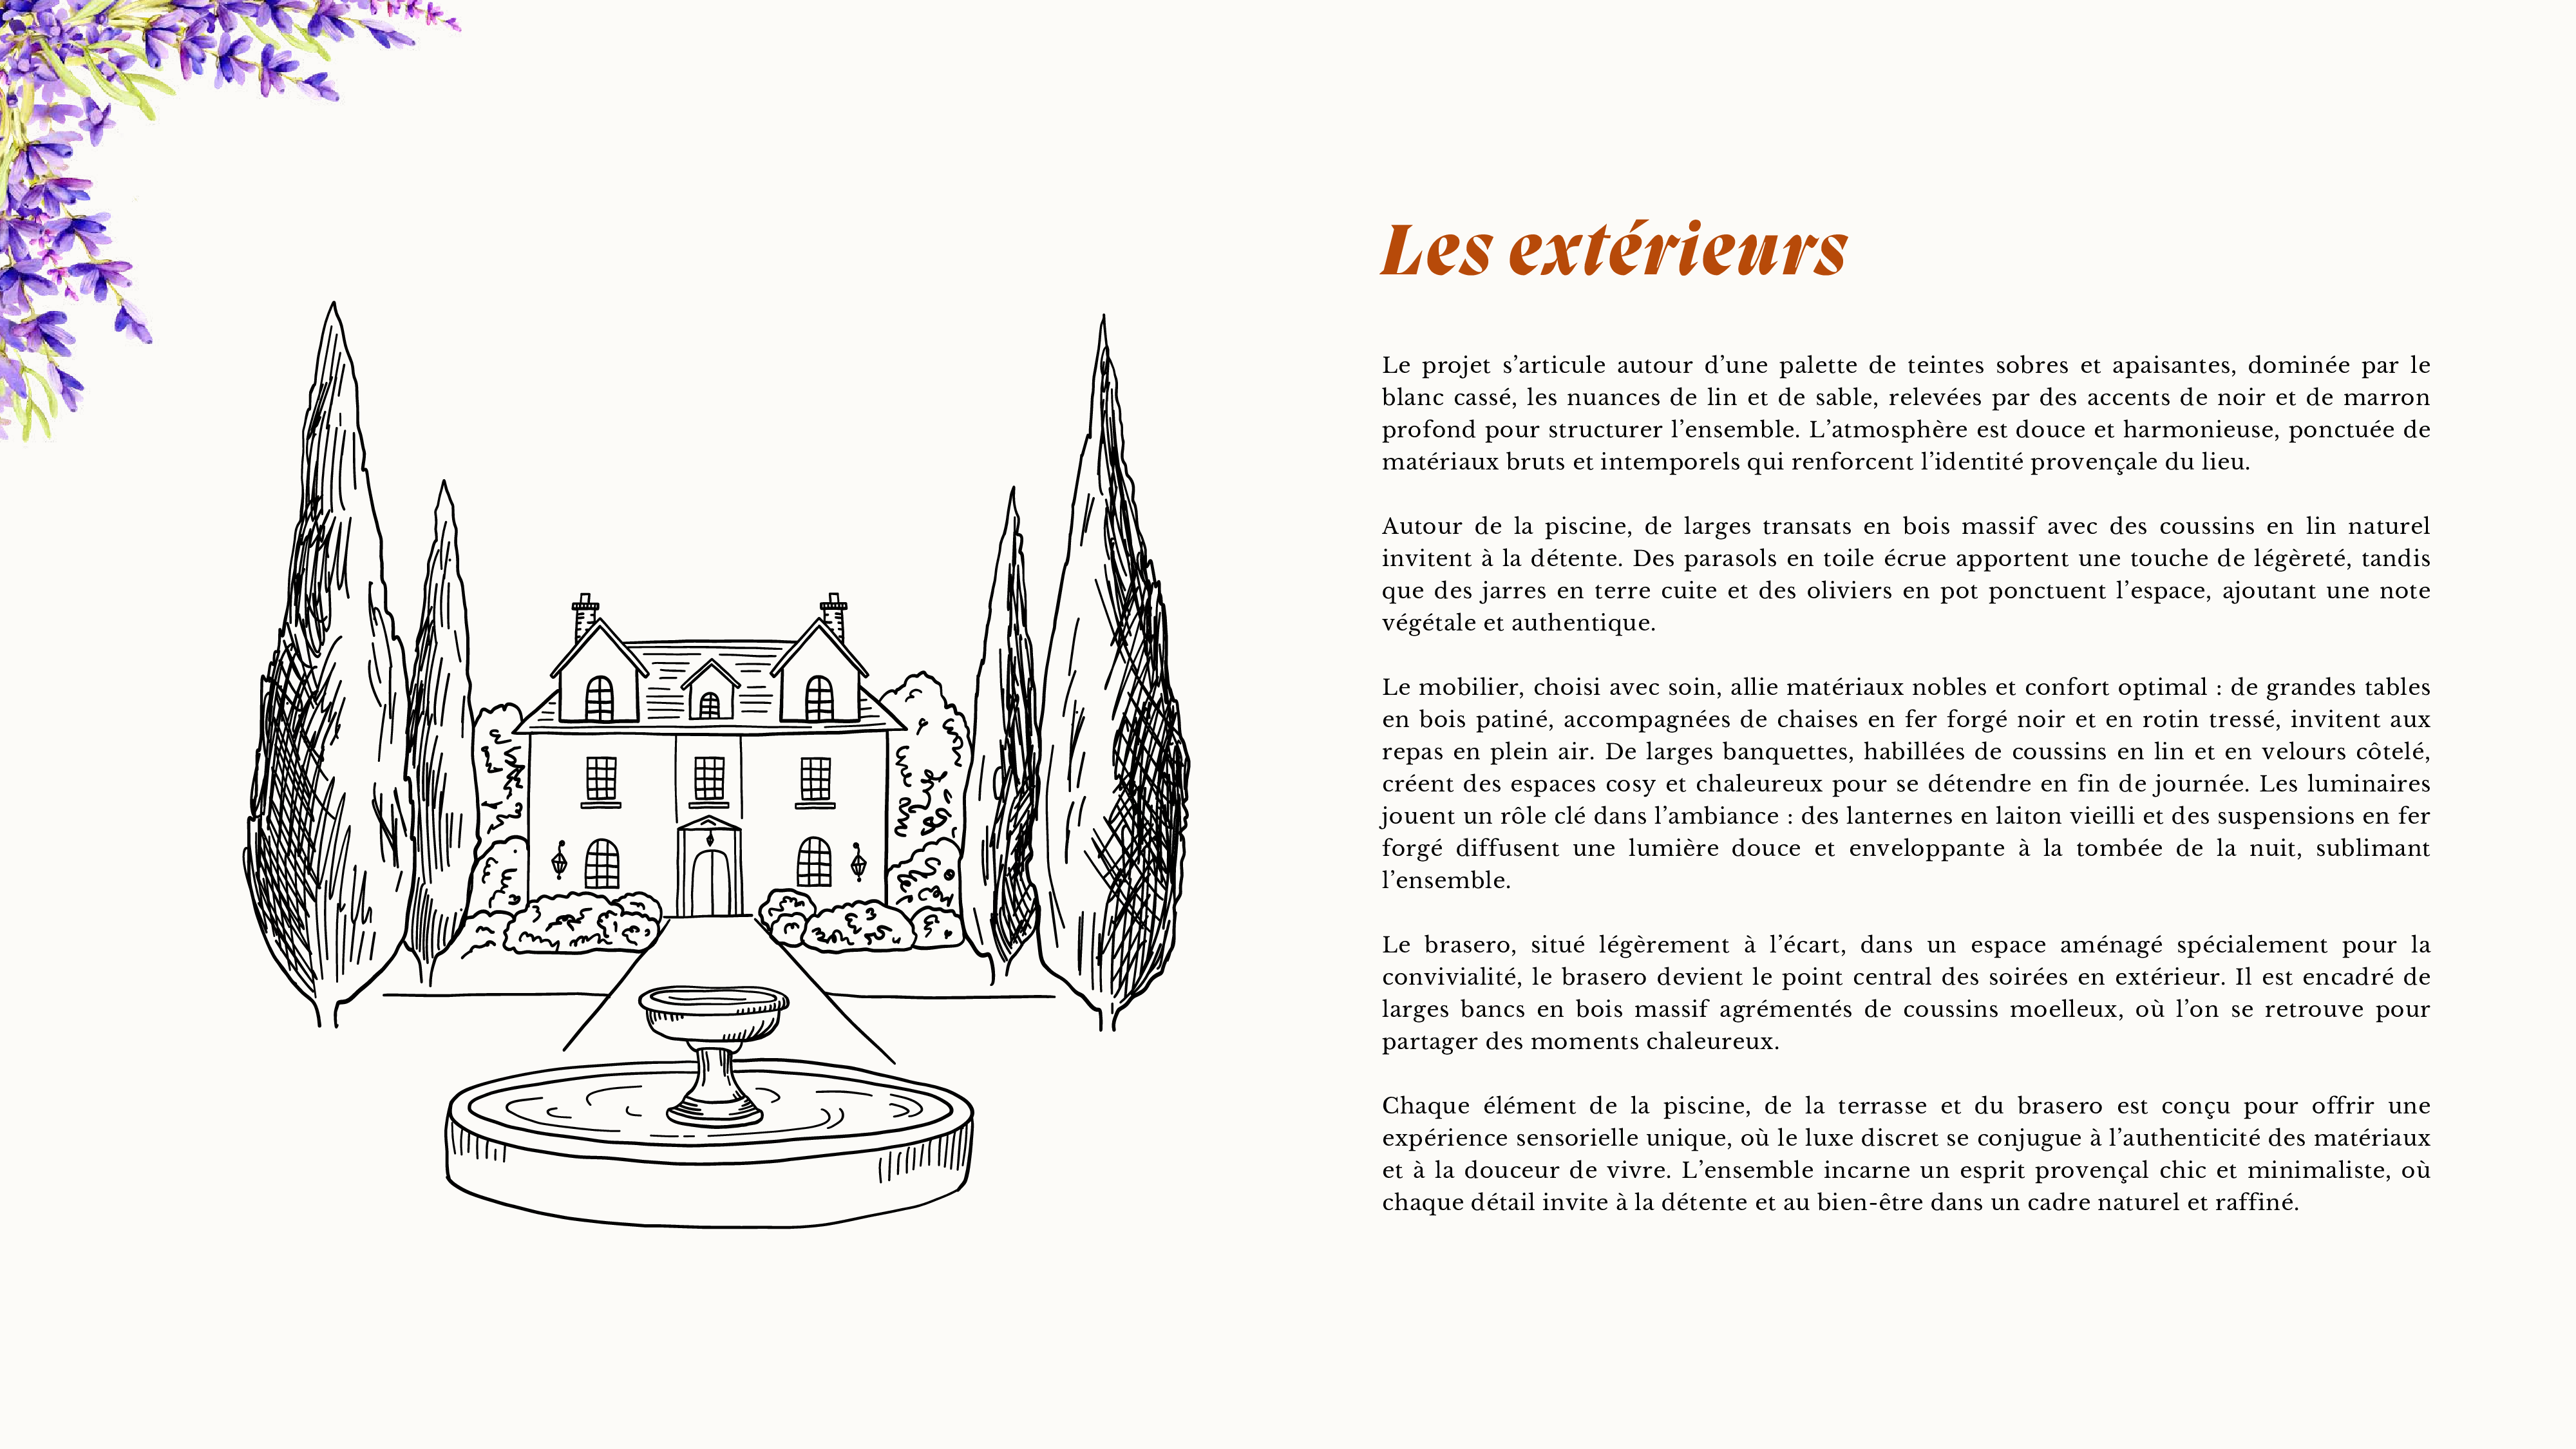 Les extérieurs
Le projet s’articule autour d’une palette de teintes sobres et apaisantes, dominée par le
blanc cassé, les nuances de lin et de sable, relevées par des accents de noir et de marron
profond pour structurer l’ensemble. L’atmosphère est douce et harmonieuse, ponctuée de
matériaux bruts et intemporels qui renforcent l’identité provençale du lieu.
Autour de la piscine, de larges transats en bois massif avec des coussins en lin naturel
invitent à la détente. Des parasols en toile écrue apportent une touche de légèreté, tandis
que des jarres en terre cuite et des oliviers en pot ponctuent l’espace, ajoutant une note
végétale et authentique.
Le mobilier, choisi avec soin, allie matériaux nobles et confort optimal : de grandes tables
en bois patiné, accompagnées de chaises en fer forgé noir et en rotin tressé, invitent aux
repas en plein air. De larges banquettes, habillées de coussins en lin et en velours côtelé,
créent des espaces cosy et chaleureux pour se détendre en fin de journée. Les luminaires
jouent un rôle clé dans l’ambiance : des lanternes en laiton vieilli et des suspensions en fer
forgé diffusent une lumière douce et enveloppante à la tombée de la nuit, sublimant
l’ensemble.
Le brasero, situé légèrement à l’écart, dans un espace aménagé spécialement pour la
convivialité, le brasero devient le point central des soirées en extérieur. Il est encadré de
larges bancs en bois massif agrémentés de coussins moelleux, où l’on se retrouve pour
partager des moments chaleureux.
Chaque élément de la piscine, de la terrasse et du brasero est conçu pour offrir une
expérience sensorielle unique, où le luxe discret se conjugue à l’authenticité des matériaux
et à la douceur de vivre. L’ensemble incarne un esprit provençal chic et minimaliste, où
chaque détail invite à la détente et au bien-être dans un cadre naturel et raffiné.